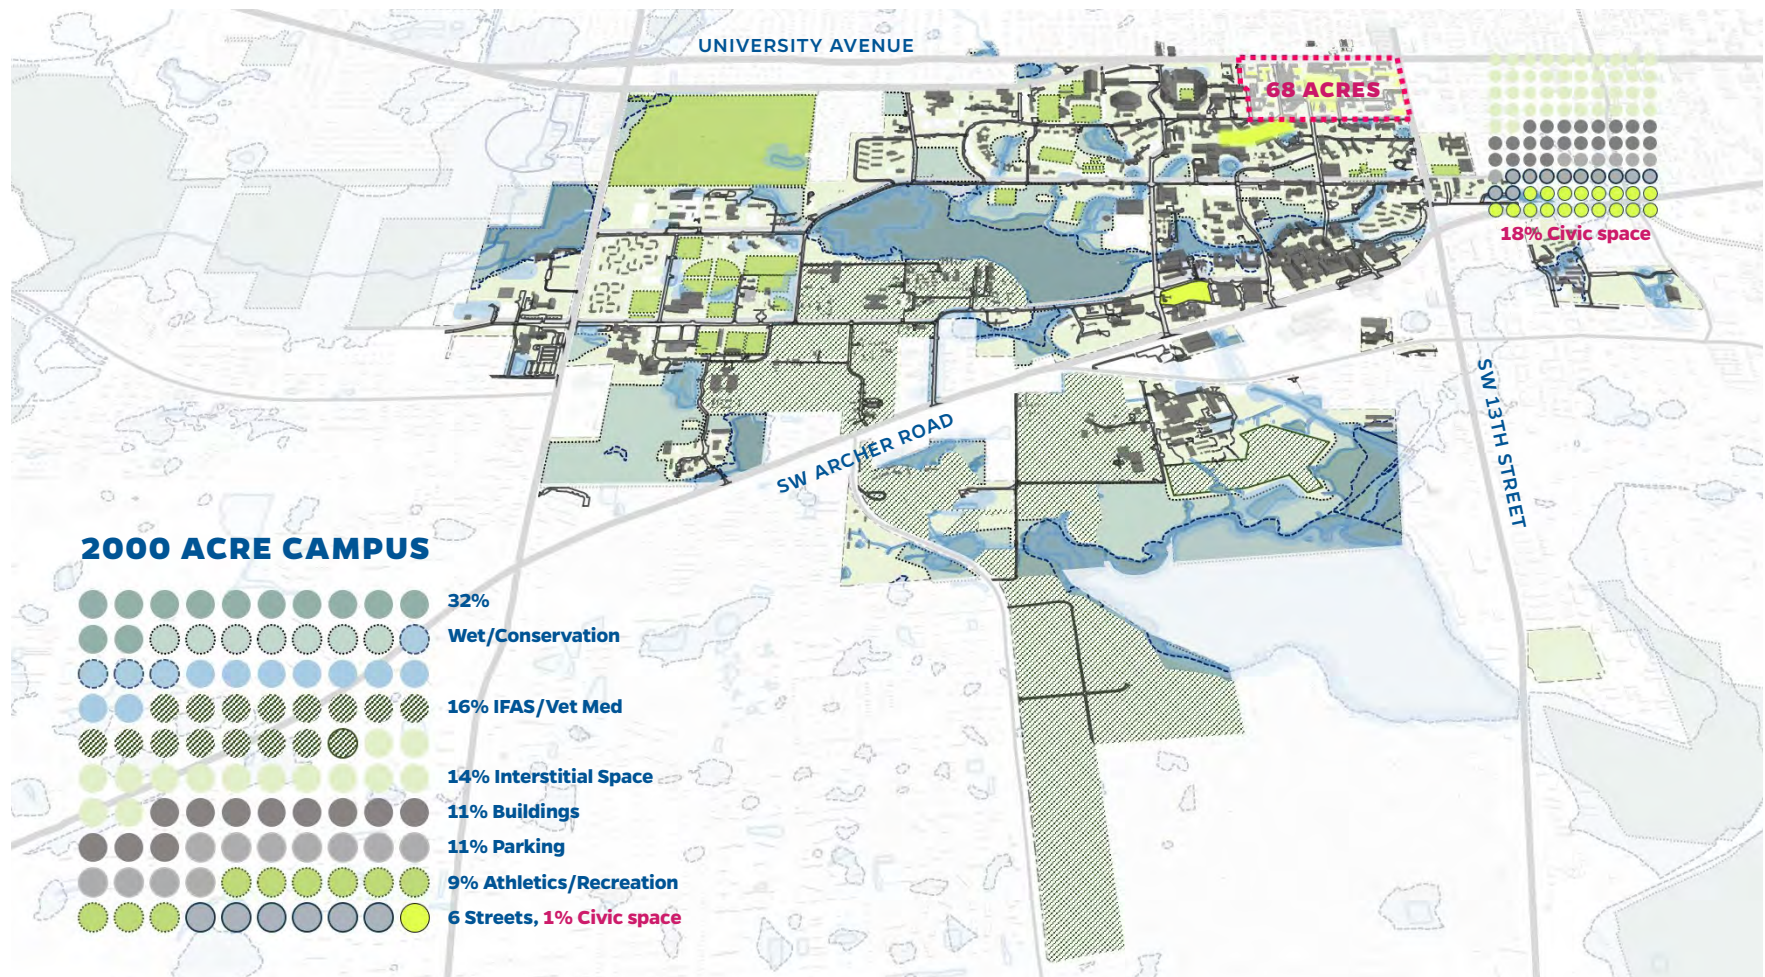 UNIVERSITY AVENUE
68 ACRES
18% Civic space
SW 13TH STREET
SW ARCHER ROAD
2000 ACRE CAMPUS
32%
Wet/Conservation
16% IFAS/Vet Med
14% Interstitial Space
11% Buildings
11% Parking
9% Athletics/Recreation
6 Streets, 1% Civic space